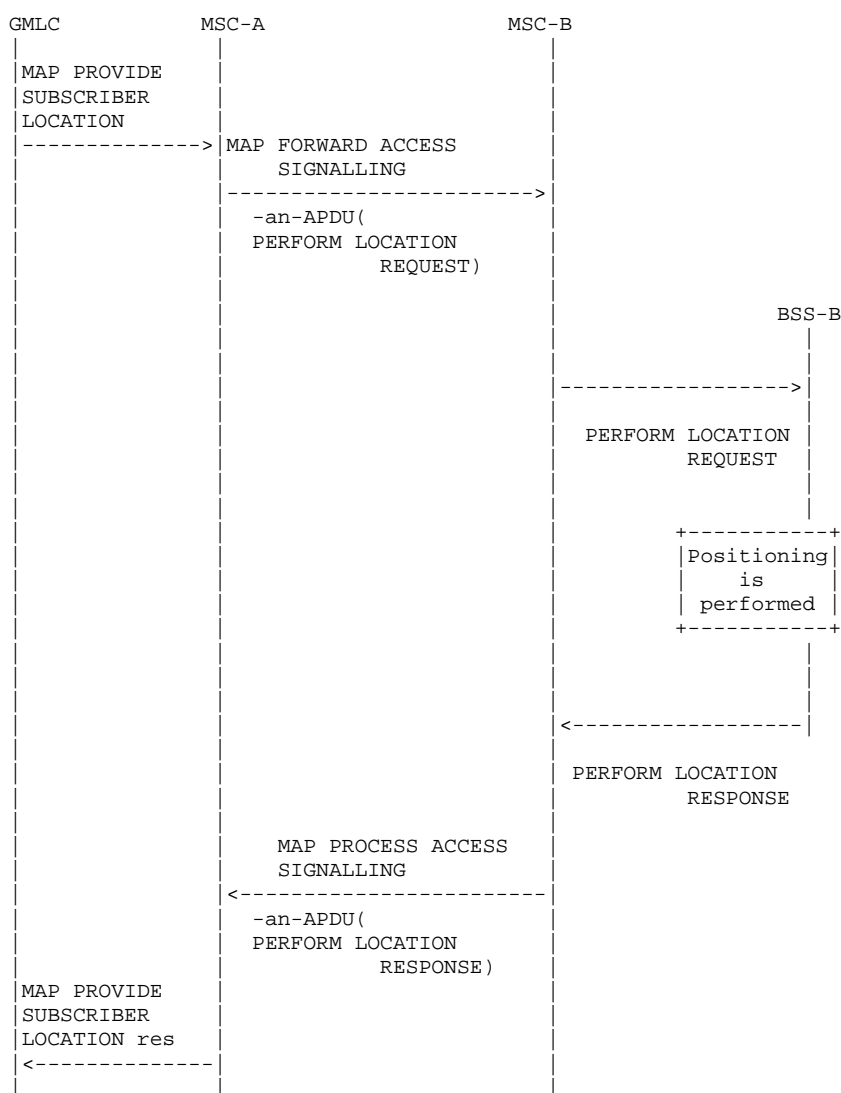 GMLC MSC-A MSC-B
MAP PROVIDE
SUBSCRIBER
LOCATION
MAP FORWARD ACCESS
SIGNALLING
-an-APDU(
PERFORM LOCATION
REQUEST)
BSS-B
PERFORM LOCATION
REQUEST
Positioning
is
performed
PERFORM LOCATION
RESPONSE
MAP PROCESS ACCESS
SIGNALLING
-an-APDU(
PERFORM LOCATION
RESPONSE)
MAP PROVIDE
SUBSCRIBER
LOCATION res